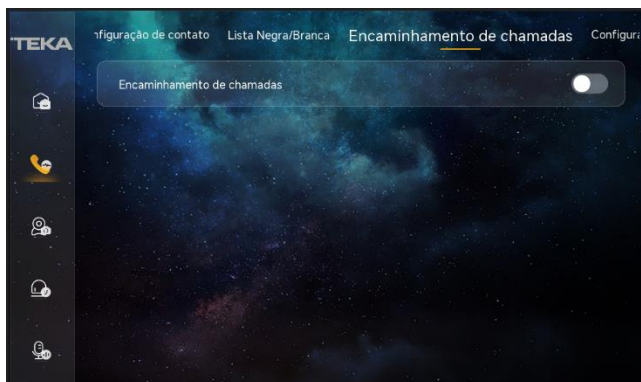 TEKA
nfiguração de contato
Lista Negra/Branca
Encaminhamento de chamadas
Configura
Encaminhamento de chamadas